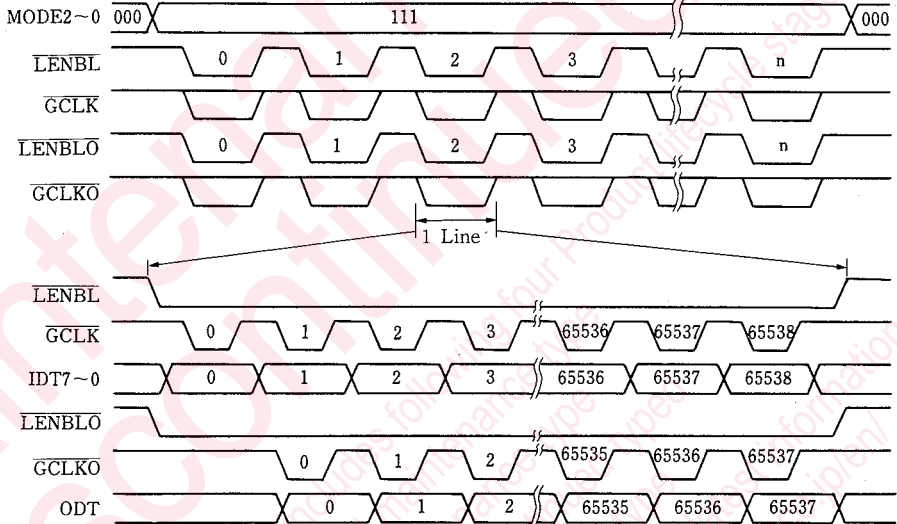 MODE2~0 000 111 000
LENBL 0 1 2 3 n
GCLK
LENBLO 0 1 2 3 n
GCLKO
1 Line
LENBL
GCLK 0 1 2 3 65536 65537 65538
IDT7~0 0 1 2 3 65536 65537 65538
LENBLO
GCLKO 0 1 2 65535 65536 65537
ODT 0 1 2 65535 65536 65537